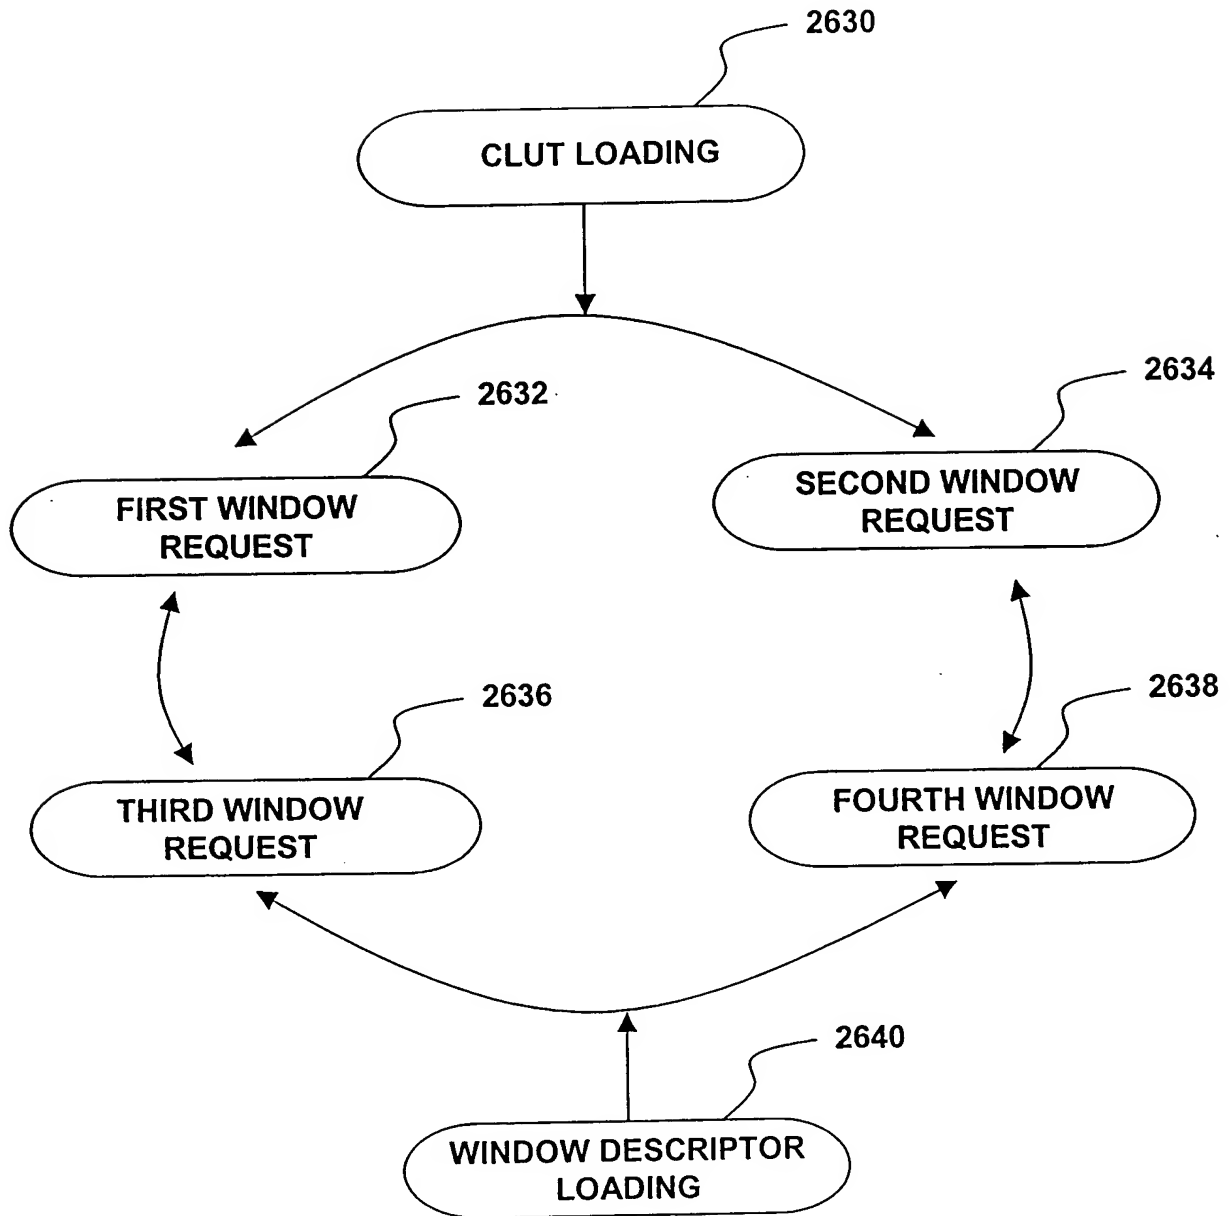 2630
CLUT LOADING
2634
2632
SECOND WINDOW
REQUEST
FIRST WINDOW
REQUEST
2636
2638
THIRD WINDOW
REQUEST
FOURTH WINDOW
REQUEST
2640
WINDOW DESCRIPTOR
LOADING